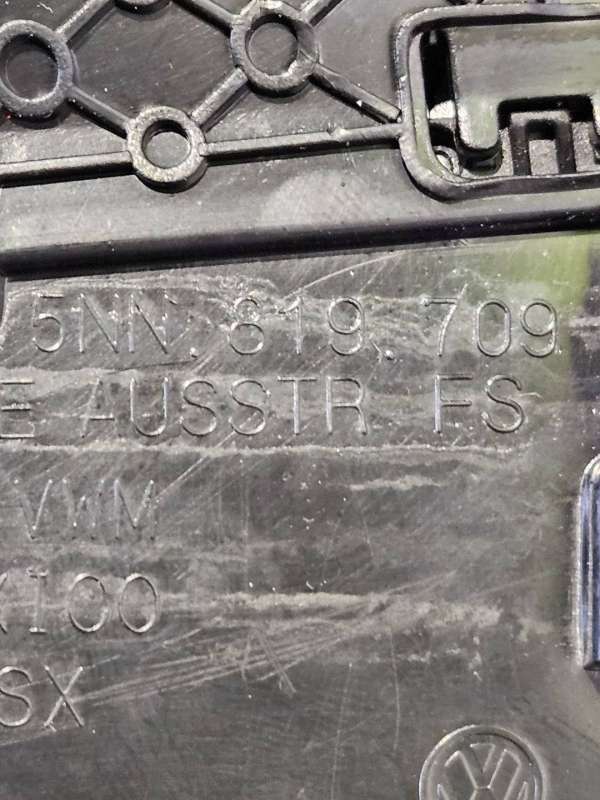 5NN. 819. 709
E AUSSTR FS
VWM
X100
SX